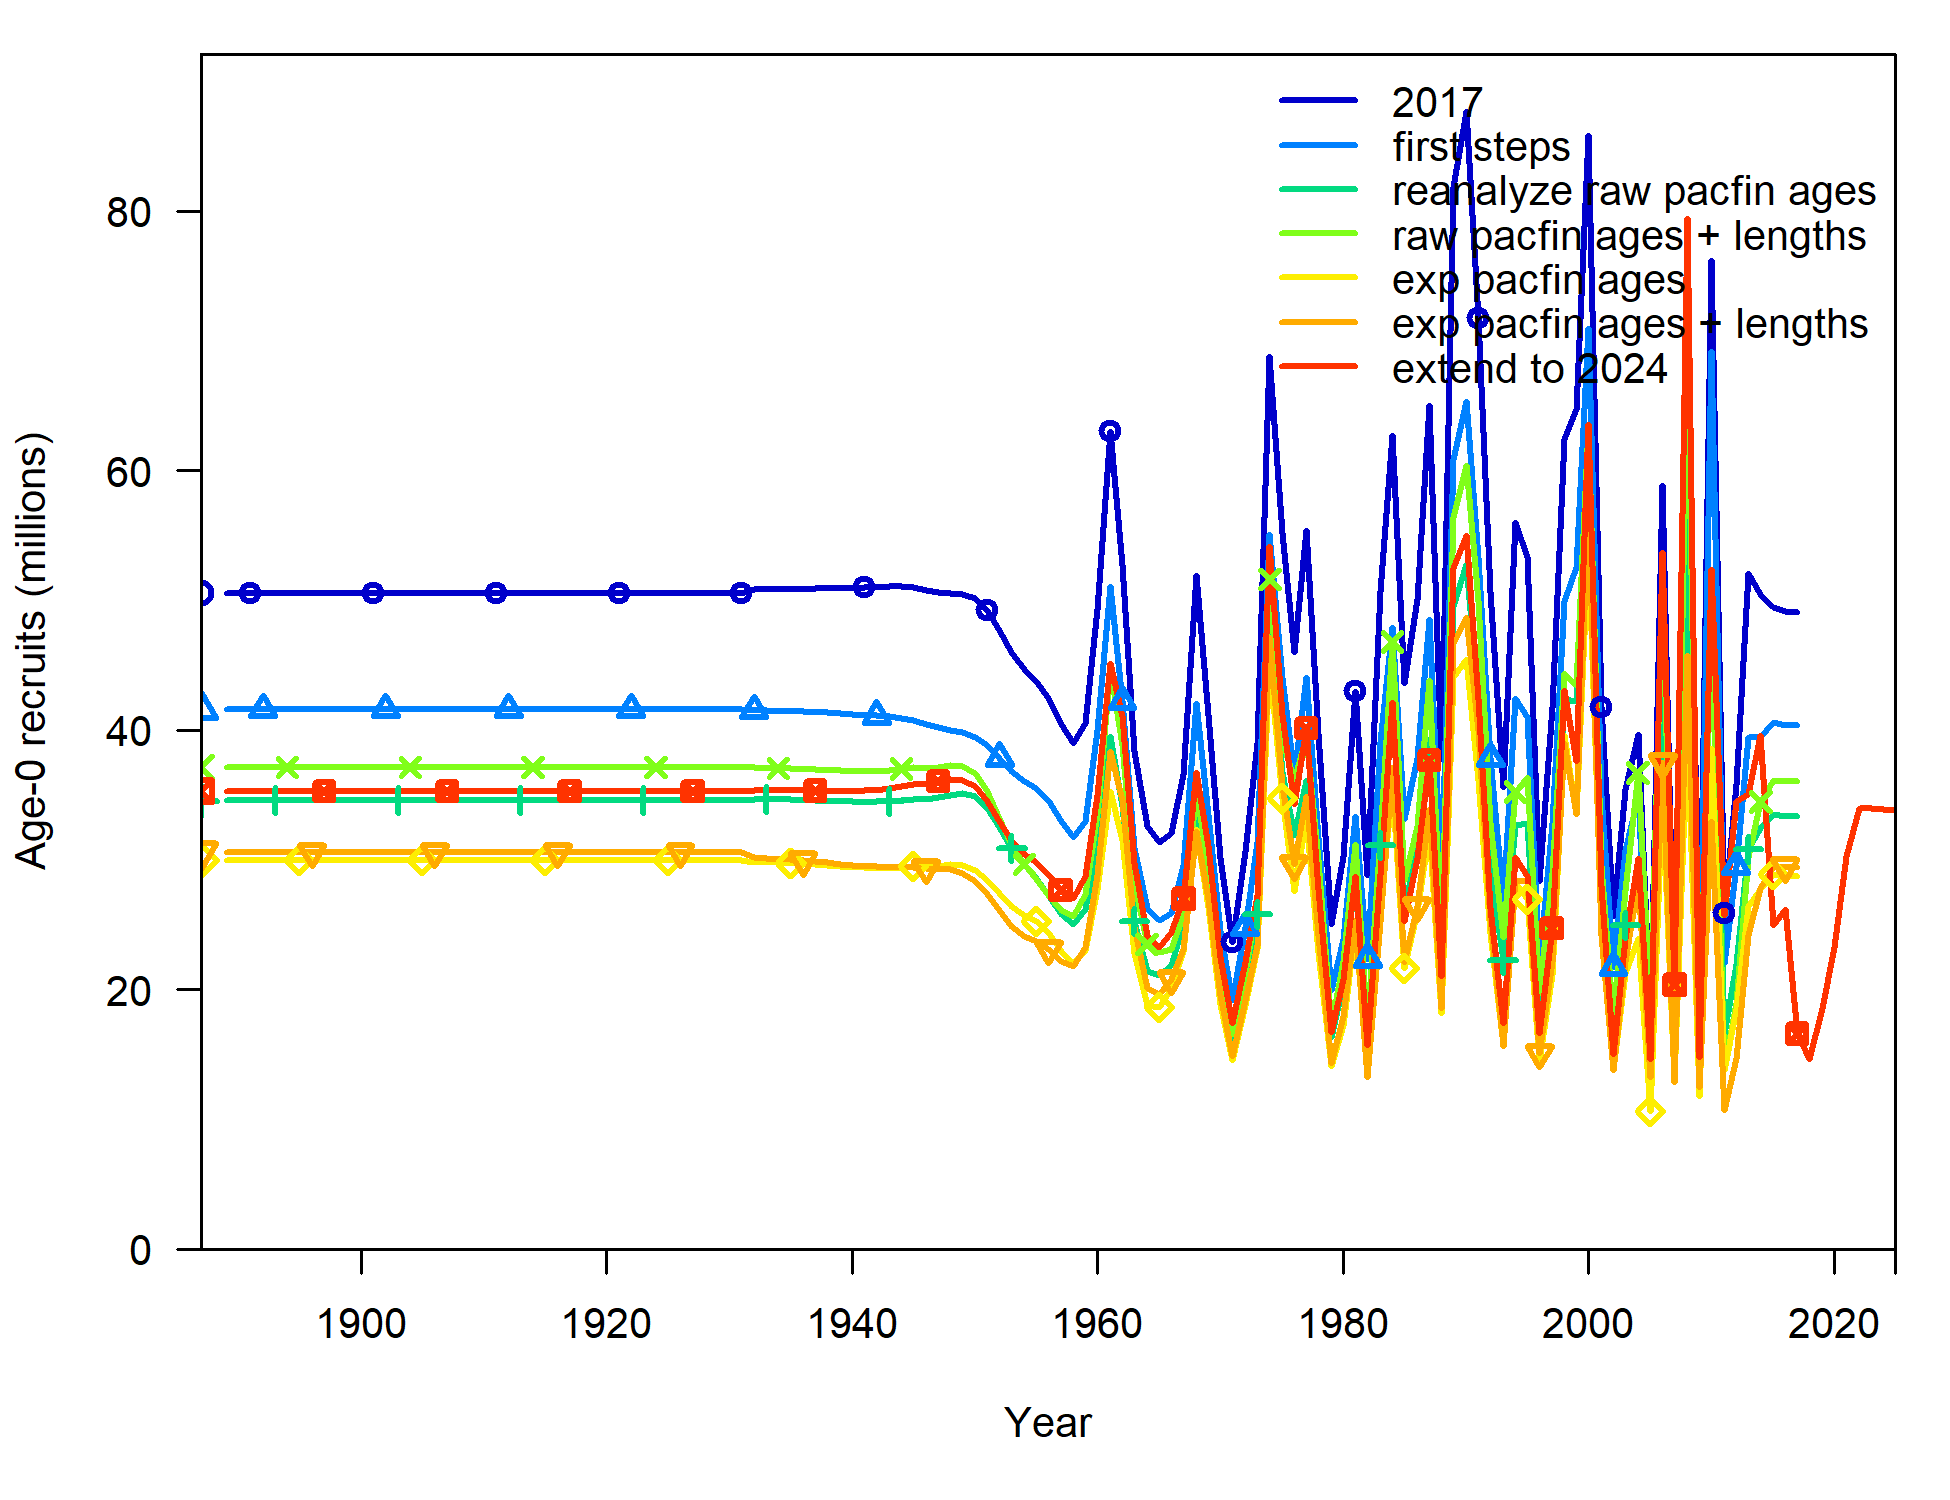 2017
first steps
reanalyze raw pacfin ages
raw pacfin ages + lengths
exp pacfin ages
exp pacfin ages + lengths
extend to 2024
Age-0 recruits (millions)
80
60
40
20
0
1900 1920 1940 1960 1980 2000 2020
Year